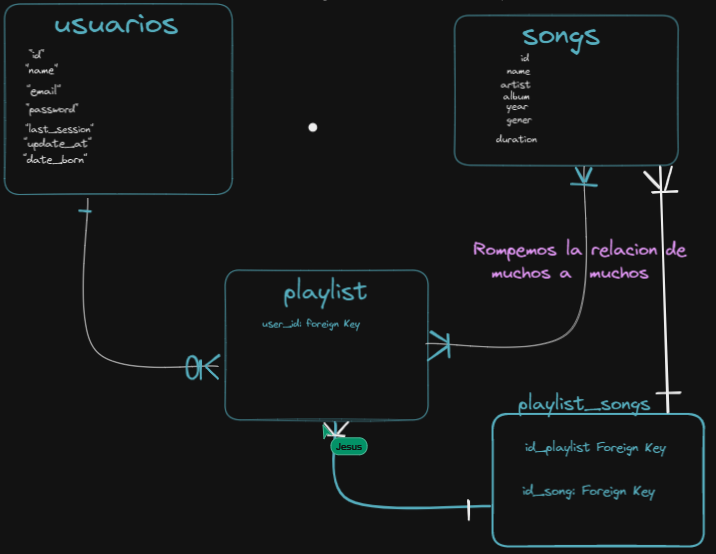 usuarios
"id"
"name"
"email"
"password"
"last_session"
"update_at"
"date_born"
songs
id
name
artist
album
year
gener
duration
Rompemos la relacion de
muchos a muchos
playlist
user_id: foreign Key
Jesus
playlist_songs
id_playlist Foreign Key
id_song: Foreign Key